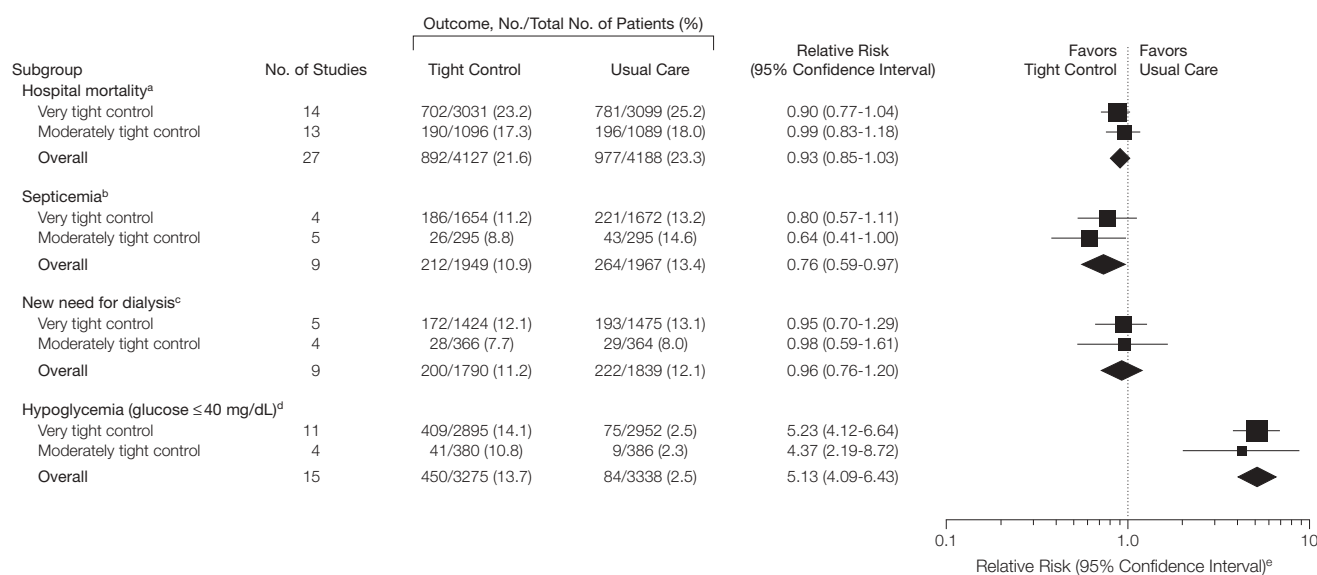 Outcome, No./Total No. of Patients (%)
Subgroup No. of Studies Tight Control Usual Care Relative Risk (95% Confidence Interval) Favors Tight Control Favors Usual Care
Hospital mortalityᵃ
Very tight control 14 702/3031 (23.2) 781/3099 (25.2) 0.90 (0.77-1.04)
Moderately tight control 13 190/1096 (17.3) 196/1089 (18.0) 0.99 (0.83-1.18)
Overall 27 892/4127 (21.6) 977/4188 (23.3) 0.93 (0.85-1.03)
Septicemiaᵇ
Very tight control 4 186/1654 (11.2) 221/1672 (13.2) 0.80 (0.57-1.11)
Moderately tight control 5 26/295 (8.8) 43/295 (14.6) 0.64 (0.41-1.00)
Overall 9 212/1949 (10.9) 264/1967 (13.4) 0.76 (0.59-0.97)
New need for dialysisᶜ
Very tight control 5 172/1424 (12.1) 193/1475 (13.1) 0.95 (0.70-1.29)
Moderately tight control 4 28/366 (7.7) 29/364 (8.0) 0.98 (0.59-1.61)
Overall 9 200/1790 (11.2) 222/1839 (12.1) 0.96 (0.76-1.20)
Hypoglycemia (glucose ≤40 mg/dL)ᵈ
Very tight control 11 409/2895 (14.1) 75/2952 (2.5) 5.23 (4.12-6.64)
Moderately tight control 4 41/380 (10.8) 9/386 (2.3) 4.37 (2.19-8.72)
Overall 15 450/3275 (13.7) 84/3338 (2.5) 5.13 (4.09-6.43)
0.1 1.0 10
Relative Risk (95% Confidence Interval)ᵉ